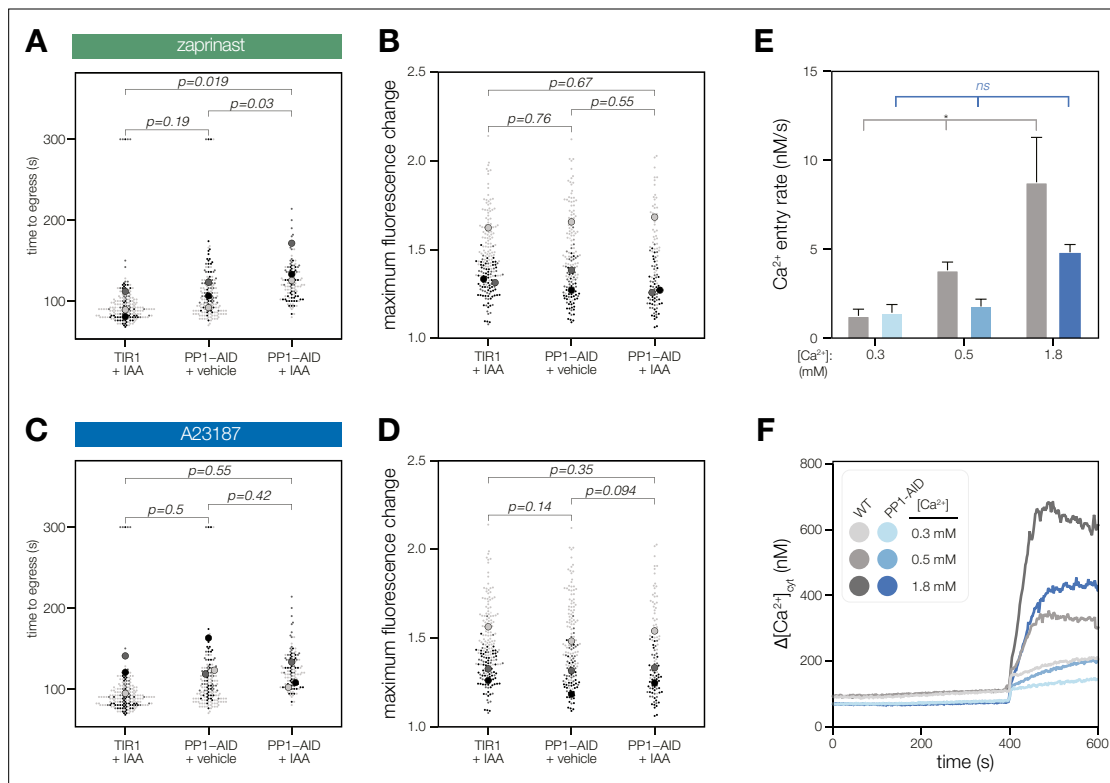 A
zaprinast
p=0.019
p=0.03
p=0.19
time to egress (s)
300
200
100
TIR1
+ IAA
PP1–AID
+ vehicle
PP1–AID
+ IAA
B
p=0.67
p=0.55
p=0.76
maximum fluorescence change
2.5
2.0
1.5
1.0
TIR1
+ IAA
PP1–AID
+ vehicle
PP1–AID
+ IAA
E
ns
*
Ca²⁺ entry rate (nM/s)
15
10
5
0
[Ca²⁺]:
(mM)
0.3
0.5
1.8
C
A23187
p=0.55
p=0.42
p=0.5
time to egress (s)
300
200
100
TIR1
+ IAA
PP1–AID
+ vehicle
PP1–AID
+ IAA
D
p=0.35
p=0.094
p=0.14
maximum fluorescence change
2.5
2.0
1.5
1.0
TIR1
+ IAA
PP1–AID
+ vehicle
PP1–AID
+ IAA
F
Δ[Ca²⁺]cyt (nM)
800
600
400
200
0
WT
PP1-AID
[Ca²⁺]
0.3 mM
0.5 mM
1.8 mM
0
200
400
600
time (s)